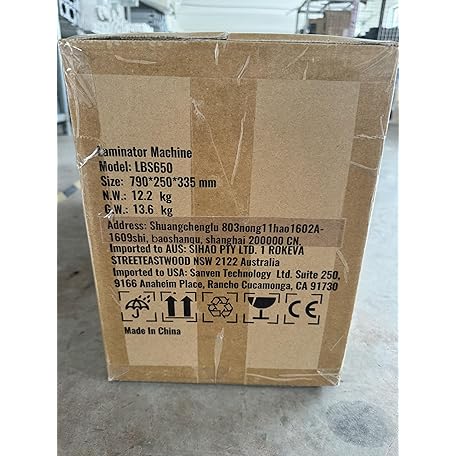 Laminator Machine
Model: LBS650
Size: 790*250*335 mm
N.W.: 12.2 kg
G.W.: 13.6 kg
Address: Shuangchenglu 803nong11hao1602A-
1609shi, baoshanqu, shanghai 200000 CN.
Imported to AUS: SIHAO PTY LTD. 1 ROKEVA
STREETEASTWOOD NSW 2122 Australia
Imported to USA: Sanven Technology Ltd. Suite 250,
9166 Anaheim Place, Rancho Cucamonga, CA 91730
CE
Made In China